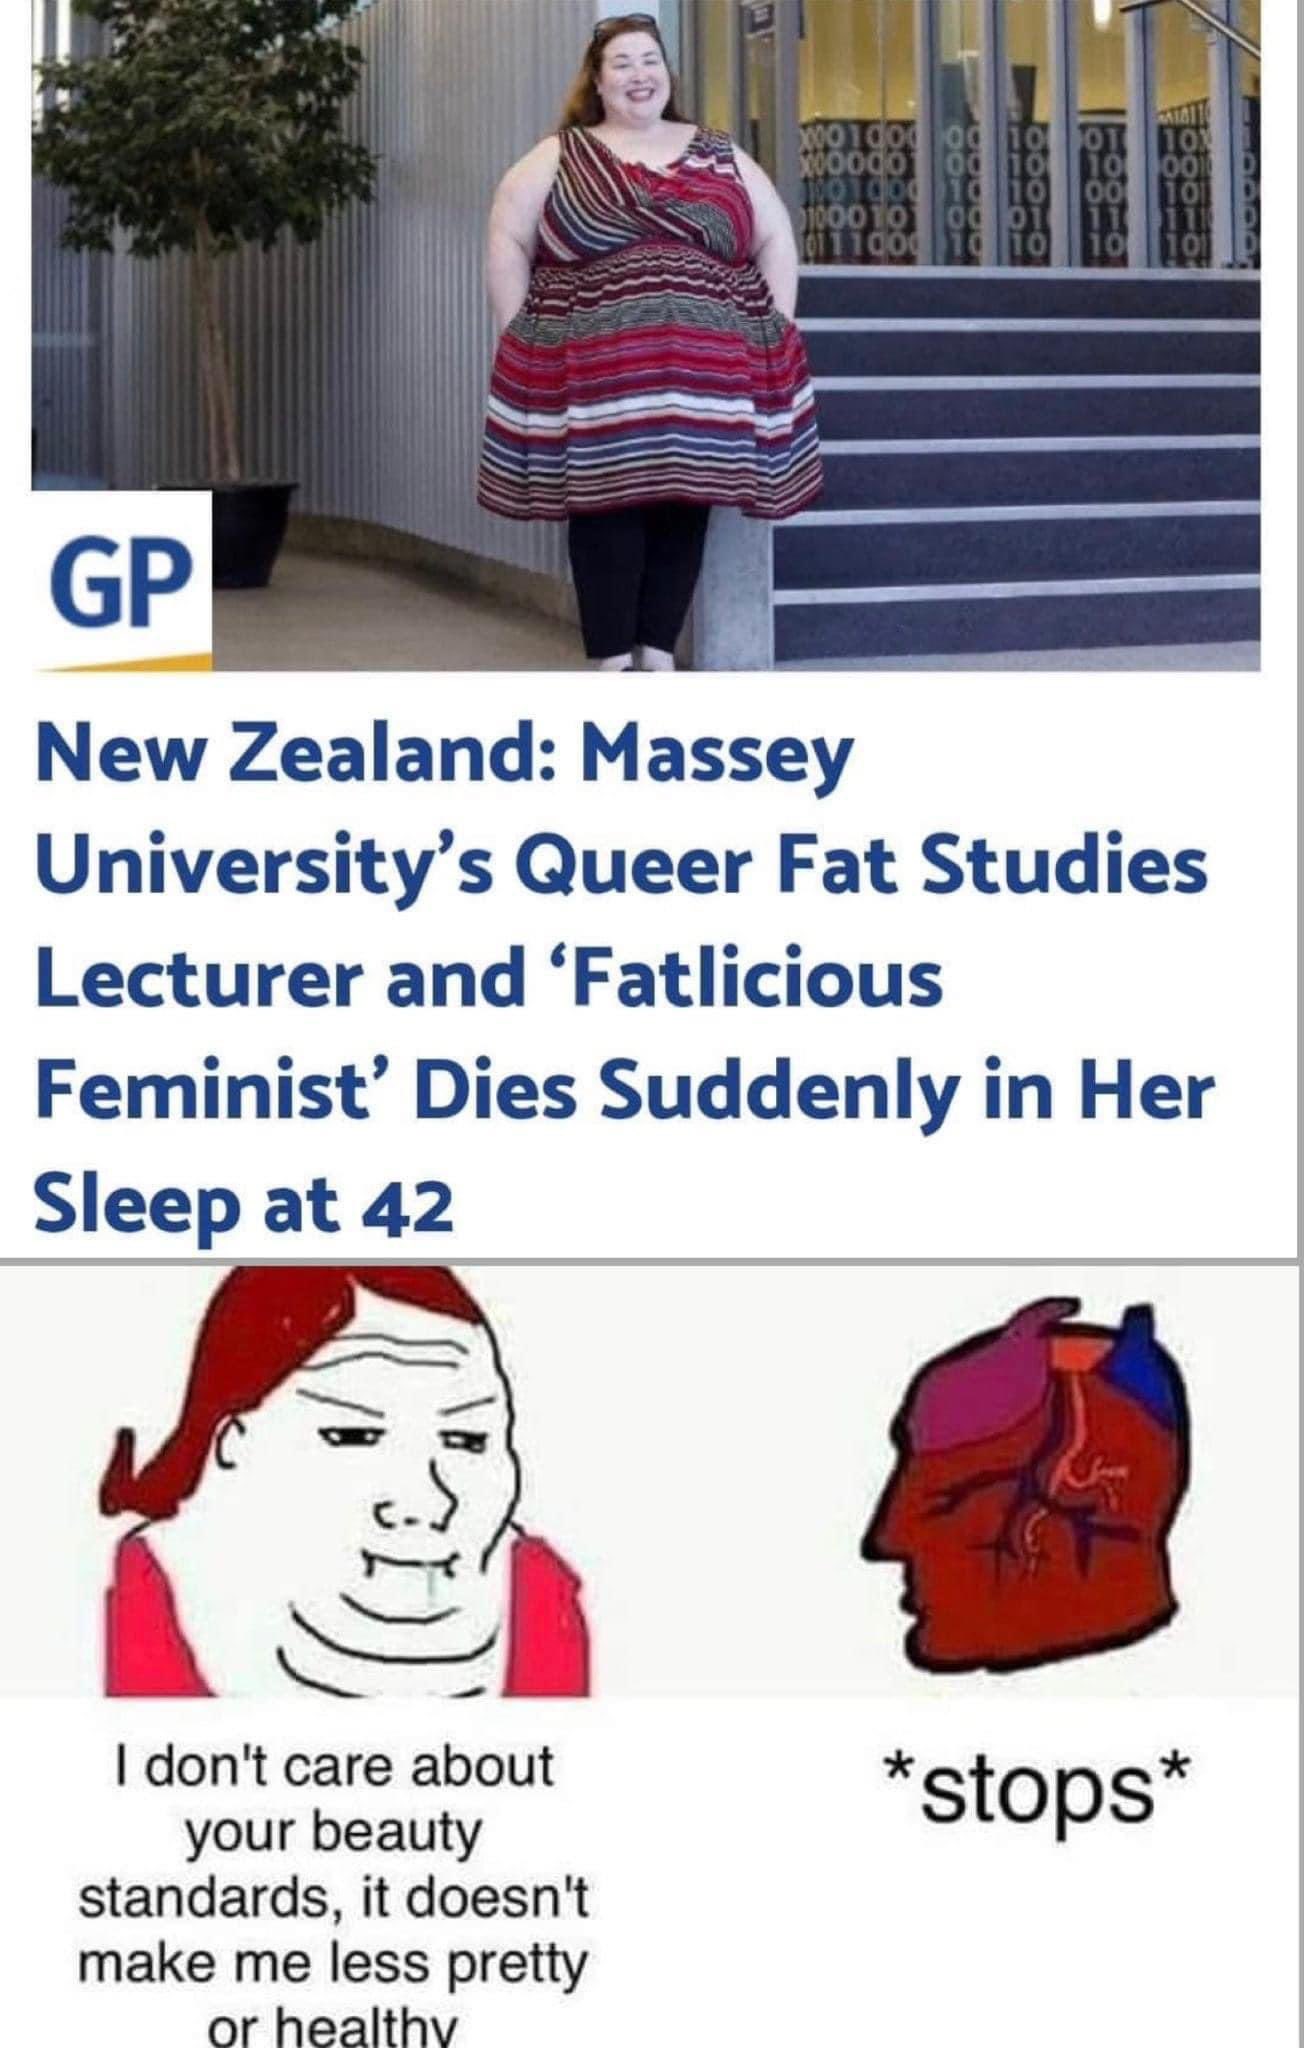 GP
New Zealand: Massey
University's Queer Fat Studies
Lecturer and ‘Fatlicious
Feminist’ Dies Suddenly in Her
Sleep at 42
I don't care about
your beauty
standards, it doesn't
make me less pretty
or healthy
*stops*